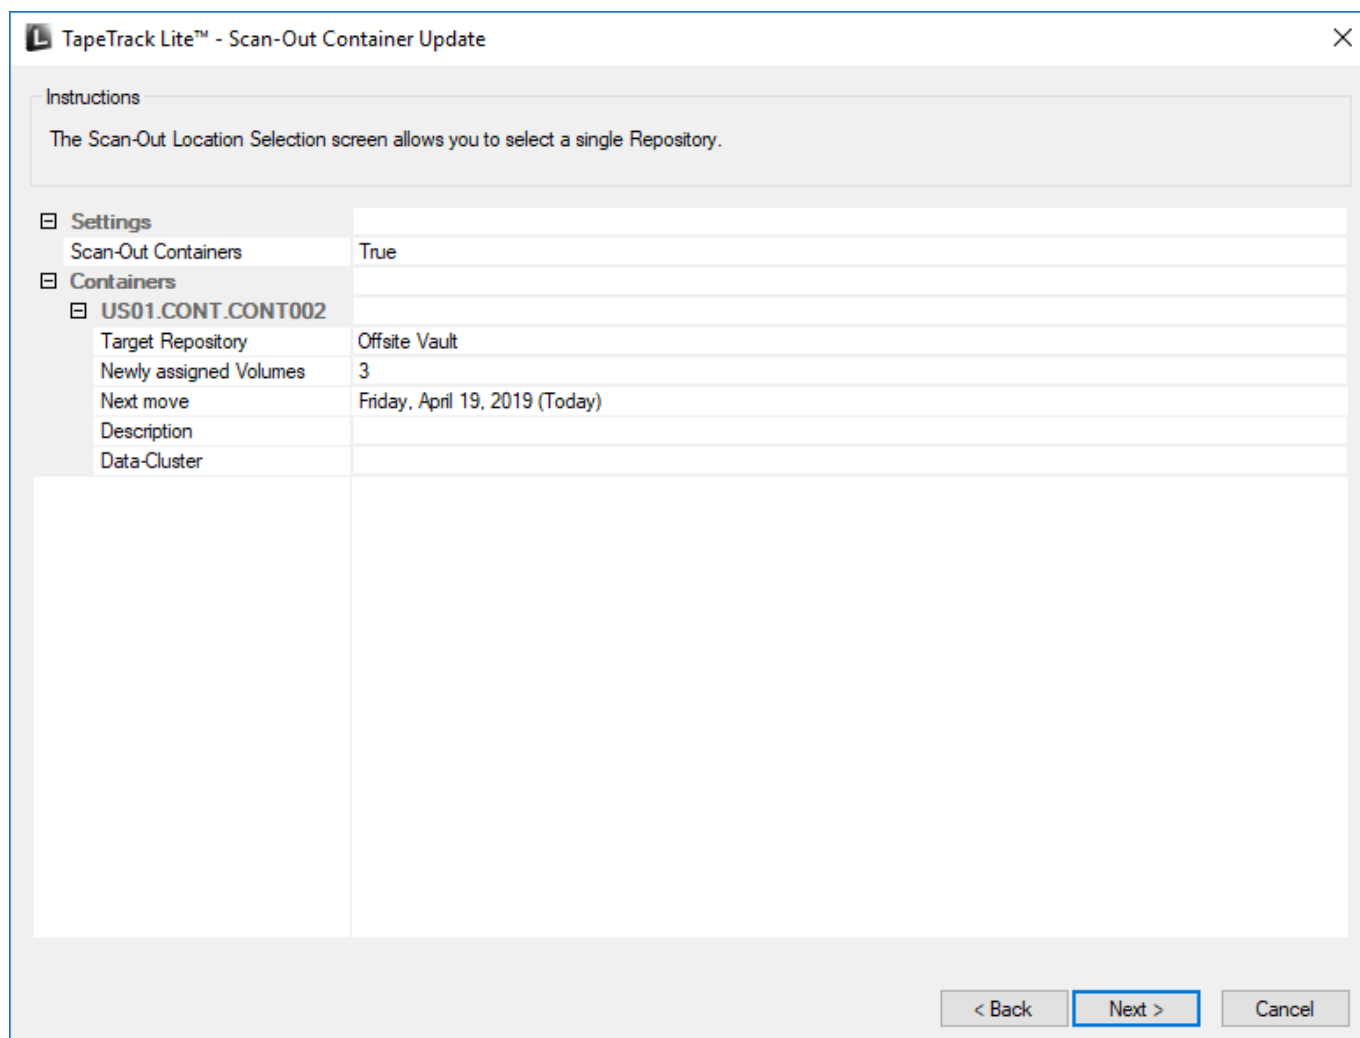 TapeTrack Lite™ - Scan-Out Container Update
Instructions
The Scan-Out Location Selection screen allows you to select a single Repository.
Settings
Scan-Out Containers True
Containers
US01.CONT.CONT002
Target Repository Offsite Vault
Newly assigned Volumes 3
Next move Friday, April 19, 2019 (Today)
Description
Data-Cluster
< Back Next > Cancel